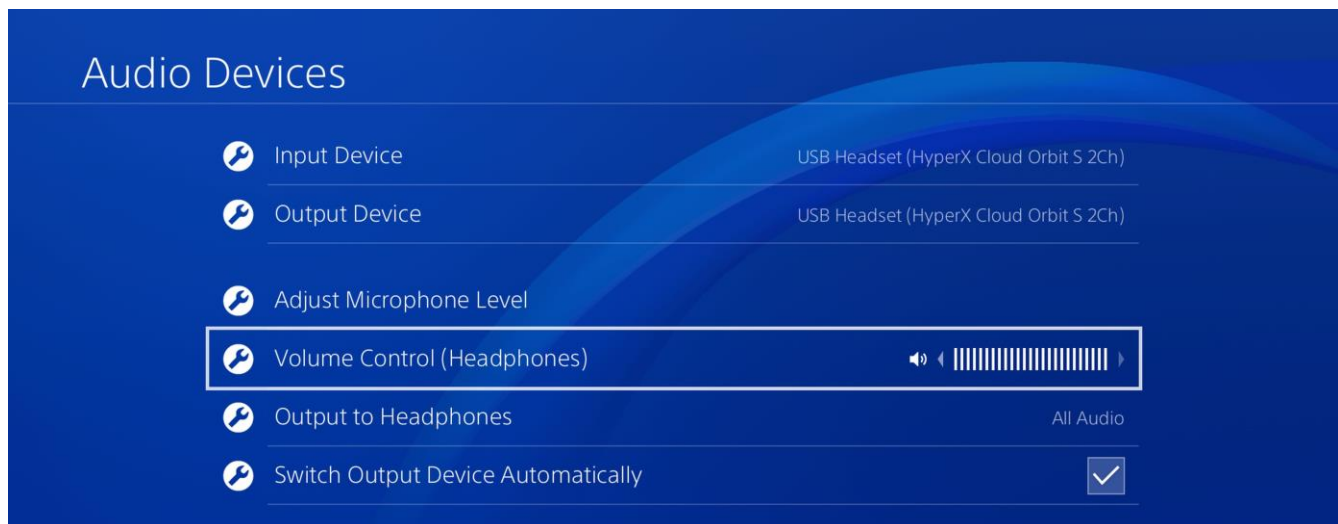 Audio Devices
Input Device USB Headset (HyperX Cloud Orbit S 2Ch)
Output Device USB Headset (HyperX Cloud Orbit S 2Ch)
Adjust Microphone Level
Volume Control (Headphones)
Output to Headphones All Audio
Switch Output Device Automatically